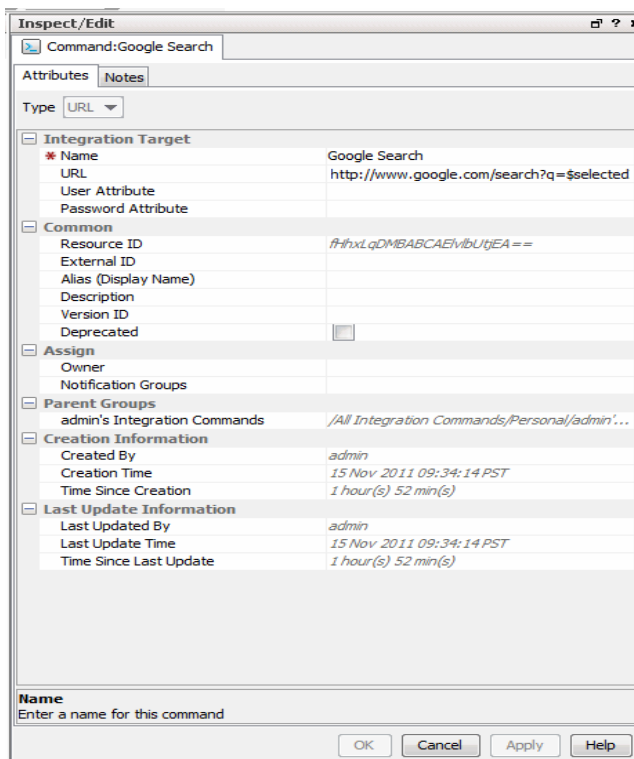 Inspect/Edit
Command:Google Search
Attributes Notes
Type URL
Integration Target
* Name Google Search
URL http://www.google.com/search?q=$selected
User Attribute
Password Attribute
Common
Resource ID
External ID
Alias (Display Name)
Description
Version ID
Deprecated
Assign
Owner
Notification Groups
Parent Groups
admin's Integration Commands /All Integration Commands/Personal/admin'...
Creation Information
Created By admin
Creation Time 15 Nov 2011 09:34:14 PST
Time Since Creation 1 hour(s) 52 min(s)
Last Update Information
Last Updated By admin
Last Update Time 15 Nov 2011 09:34:14 PST
Time Since Last Update 1 hour(s) 52 min(s)
Name
Enter a name for this command
OK Cancel Apply Help